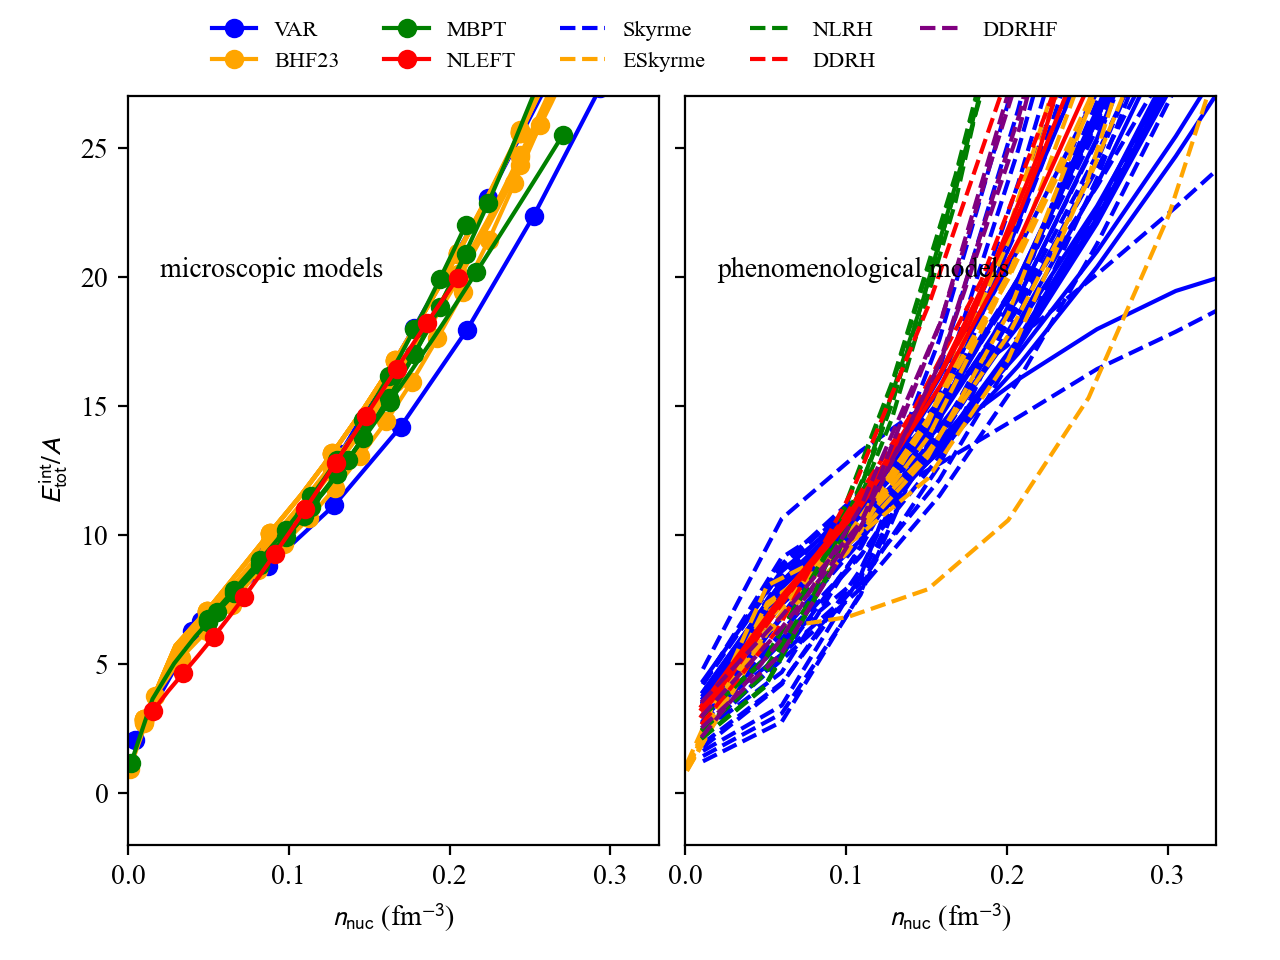 VAR MBPT Skyrme NLRH DDRHF
BHF23 NLEFT ESkyrme DDRH
25
20
15
10
5
0
E_tot^int/A
microscopic models
phenomenological models
0.0 0.1 0.2 0.3
0.0 0.1 0.2 0.3
n_nuc (fm⁻³)
n_nuc (fm⁻³)